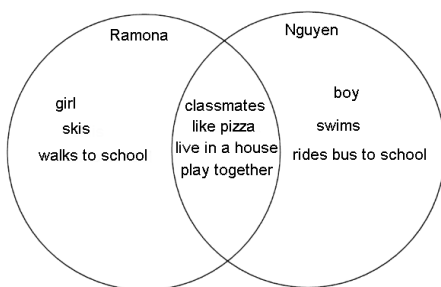 Ramona
Nguyen
girl
skis
walks to school
classmates
like pizza
live in a house
play together
boy
swims
rides bus to school